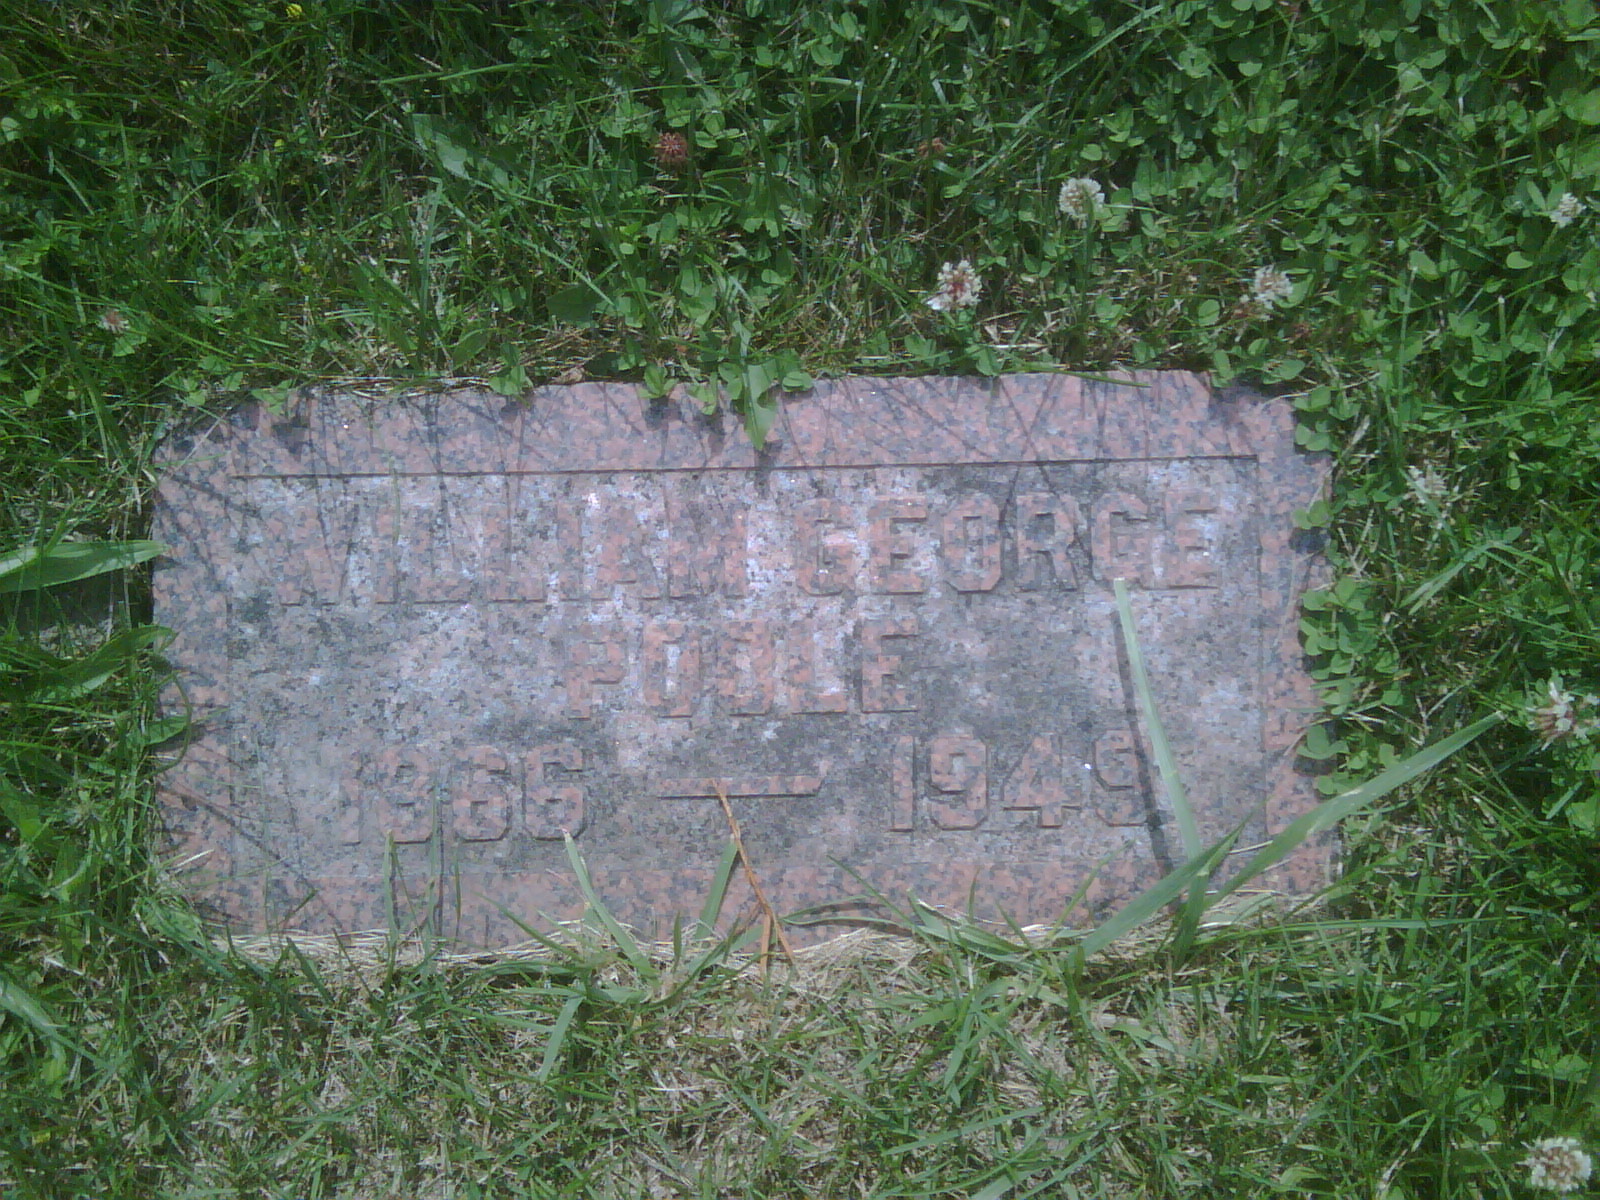 WILLIAM GEORGE
POOLE
1866 — 1949